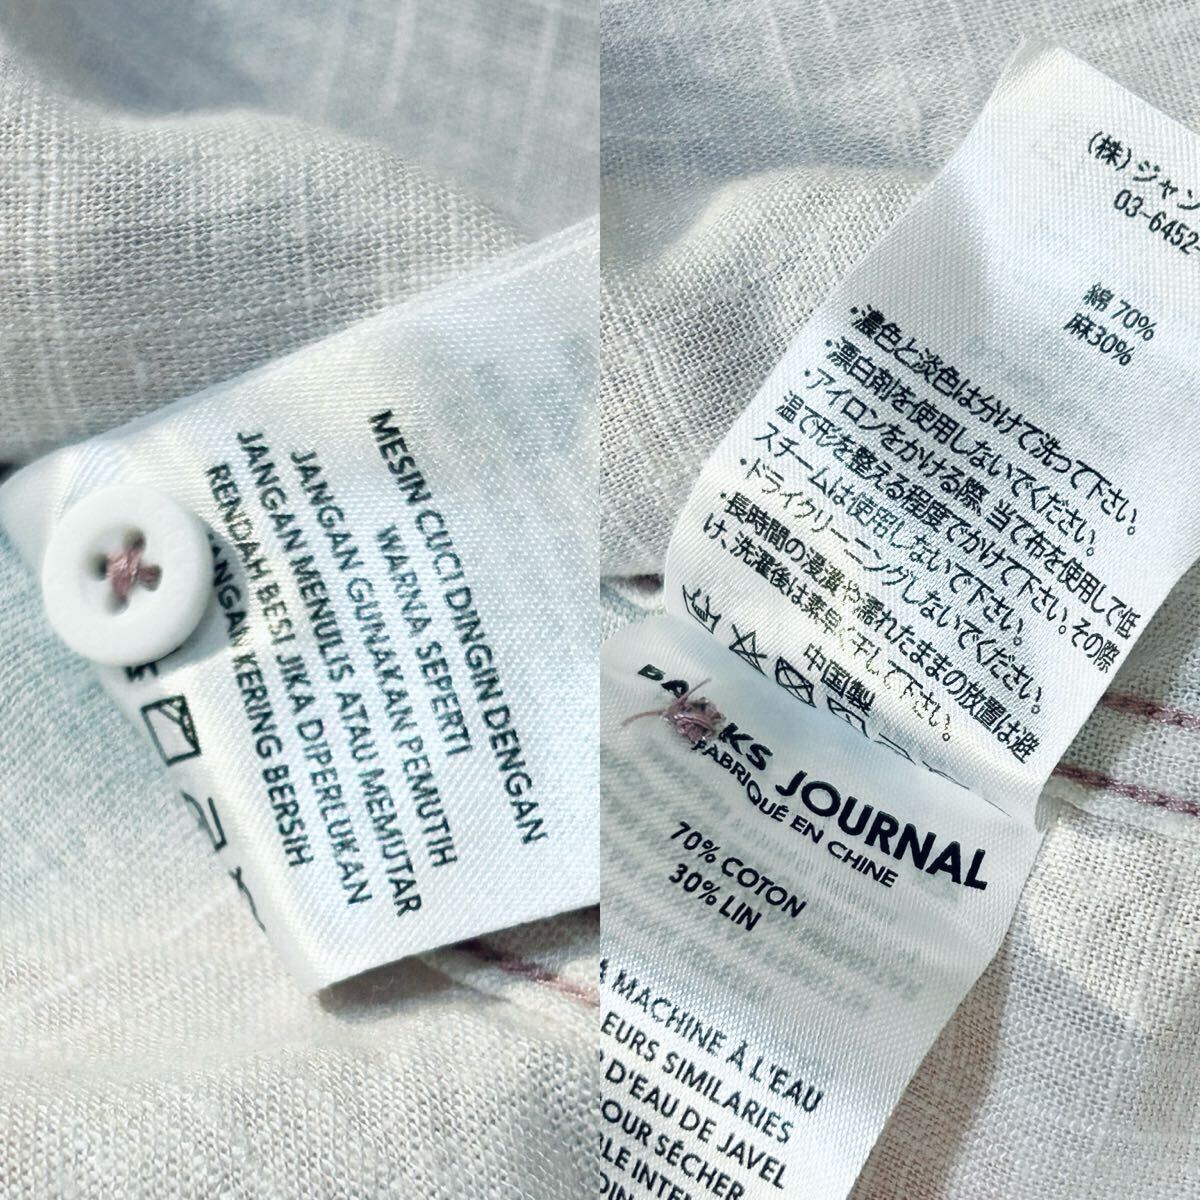 MESIN CUCI DINGIN DENGAN
WARNA SEPERTI
JANGAN GUNAKAN PEMUTIH
JANGAN MENULIS ATAU MEMUTAR
RENDAH BESI JIKA DIPERLUKAN
KERING BERSIH
(株)ジャン
03-6452-
綿 70%
麻30%
・濃色と淡色は分けて洗って下さい。
・漂白剤を使用しないでください。
・アイロンをかける際、当て布を使用して低
温で形を整える程度でかけて下さい。その際
スチームは使用しないで下さい。
・ドライクリーニングしないでください。
・長時間の浸漬や濡れたままの放置は避
け、洗濯後は素早く干して下さい。
中国製
JOURNAL
FABRIQUÉ EN CHINE
70% COTON
30% LIN
MACHINE À L'EAU
EURS SIMILARIES
D'EAU DE JAVEL
OUR SÉCHER